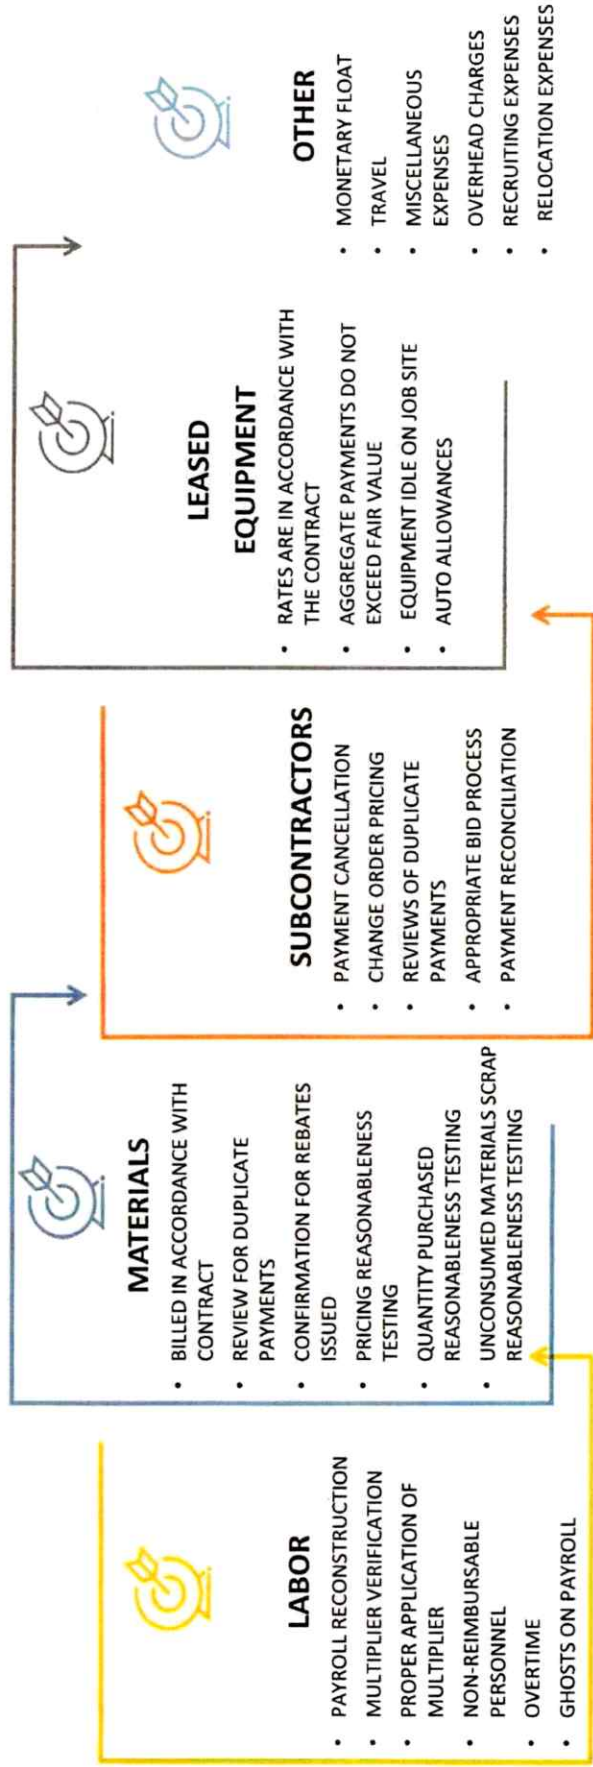 LABOR
• PAYROLL RECONSTRUCTION
• MULTIPLIER VERIFICATION
• PROPER APPLICATION OF
MULTIPLIER
• NON-REIMBURSABLE
PERSONNEL
• OVERTIME
• GHOSTS ON PAYROLL
MATERIALS
• BILLED IN ACCORDANCE WITH
CONTRACT
• REVIEW FOR DUPLICATE
PAYMENTS
• CONFIRMATION FOR REBATES
ISSUED
• PRICING REASONABLENESS
TESTING
• QUANTITY PURCHASED
REASONABLENESS TESTING
• UNCONSUMED MATERIALS SCRAP
REASONABLENESS TESTING
SUBCONTRACTORS
• PAYMENT CANCELLATION
• CHANGE ORDER PRICING
• REVIEWS OF DUPLICATE
PAYMENTS
• APPROPRIATE BID PROCESS
• PAYMENT RECONCILIATION
LEASED
EQUIPMENT
• RATES ARE IN ACCORDANCE WITH
THE CONTRACT
• AGGREGATE PAYMENTS DO NOT
EXCEED FAIR VALUE
• EQUIPMENT IDLE ON JOB SITE
• AUTO ALLOWANCES
OTHER
• MONETARY FLOAT
• TRAVEL
• MISCELLANEOUS
EXPENSES
• OVERHEAD CHARGES
• RECRUITING EXPENSES
• RELOCATION EXPENSES